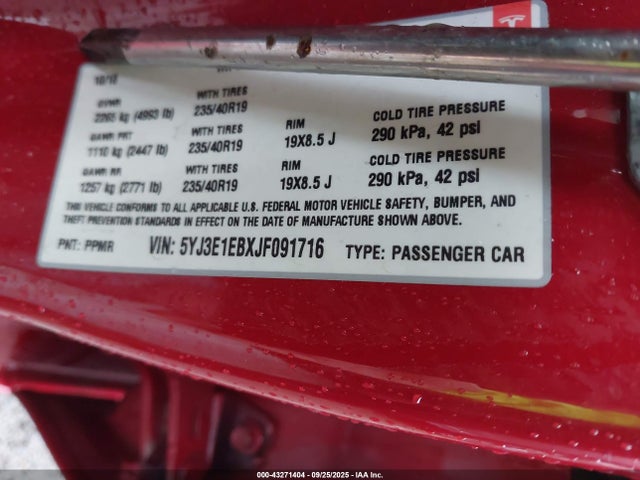 10/18
GVWR WITH TIRES
2265 kg (4993 lb) 235/40R19
GAWR FRT WITH TIRES RIM COLD TIRE PRESSURE
1110 kg (2447 lb) 235/40R19 19X8.5 J 290 kPa, 42 psi
GAWR RR WITH TIRES RIM COLD TIRE PRESSURE
1257 kg (2771 lb) 235/40R19 19X8.5 J 290 kPa, 42 psi
THIS VEHICLE CONFORMS TO ALL APPLICABLE U.S. FEDERAL MOTOR VEHICLE SAFETY, BUMPER, AND
THEFT PREVENTION STANDARDS IN EFFECT ON THE DATE OF MANUFACTURE SHOWN ABOVE.
PNT: PPMR VIN: 5YJ3E1EBXJF091716 TYPE: PASSENGER CAR
000-43271404 - 09/25/2025 - IAA Inc.